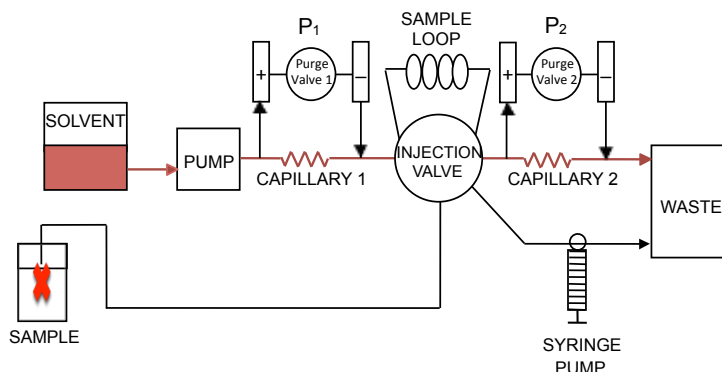 P₁
SAMPLE
LOOP
P₂
+
Purge
Valve 1
–
+
Purge
Valve 2
–
SOLVENT
PUMP
INJECTION
VALVE
CAPILLARY 1
CAPILLARY 2
WASTE
SAMPLE
SYRINGE
PUMP